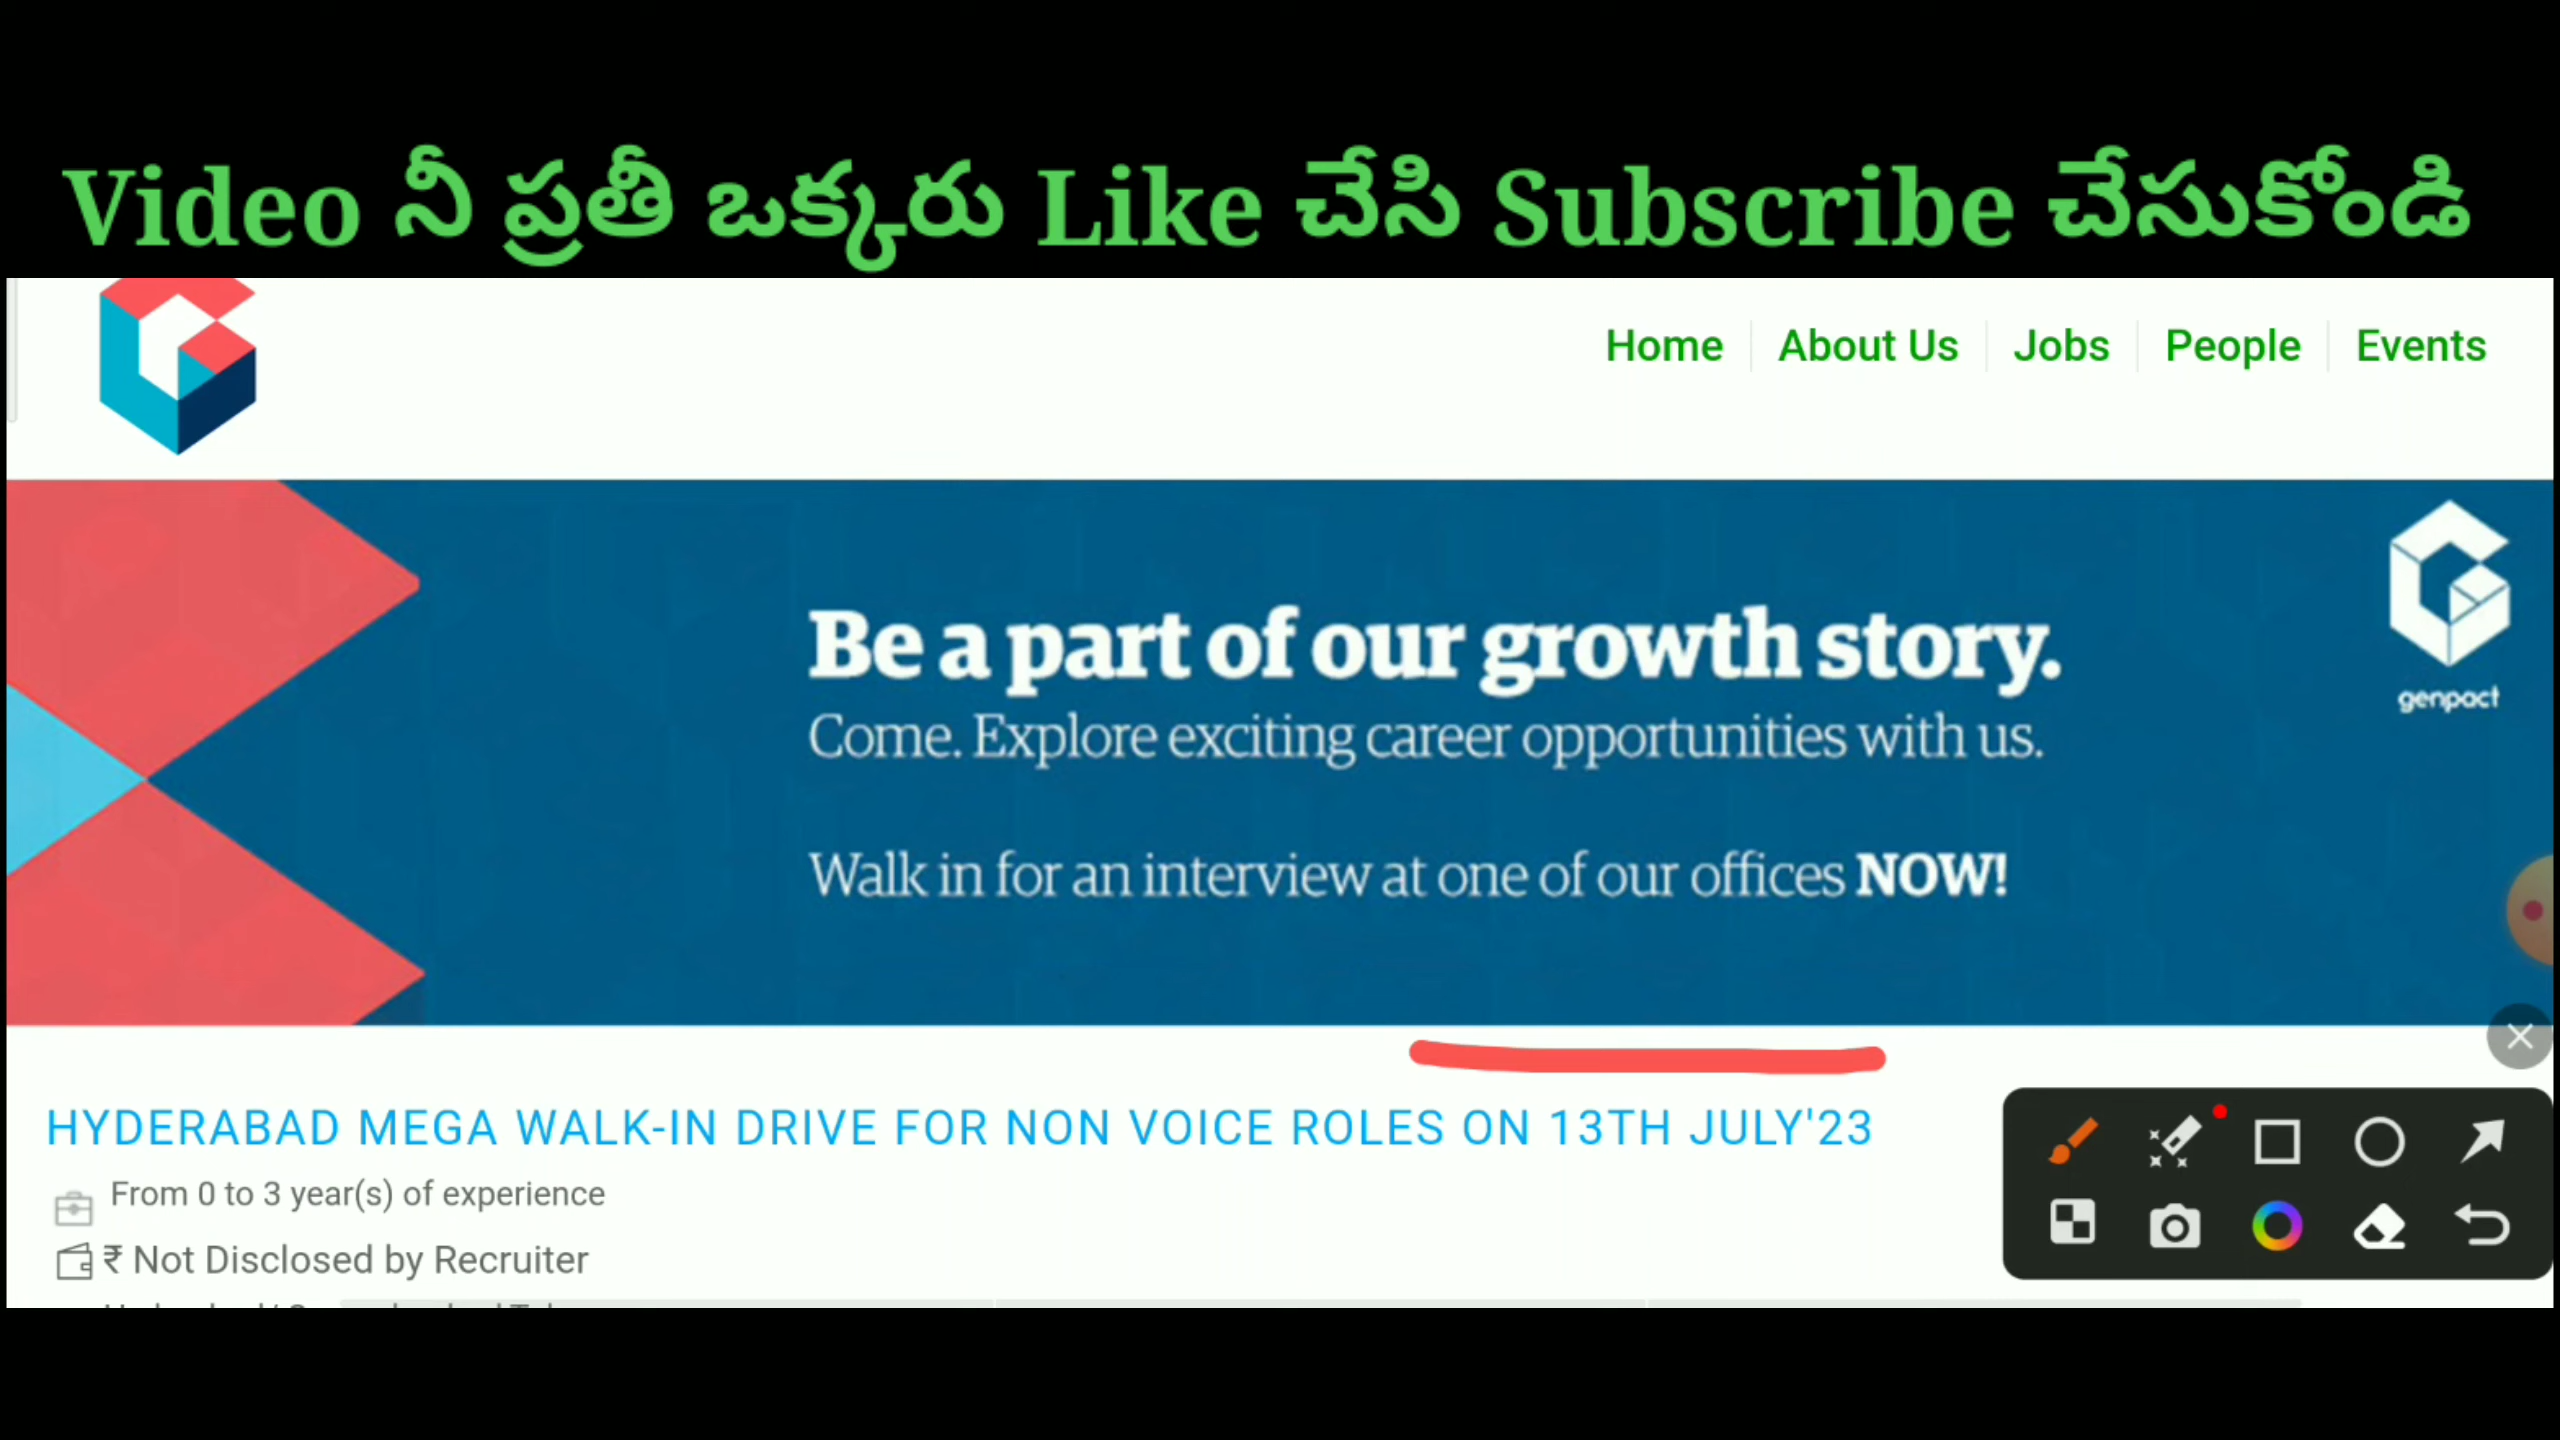 Video నీ ప్రతీ ఒక్కరు Like చేసి Subscribe చేసుకోండి
Home About Us Jobs People Events
genpact
Be a part of our growth story.
Come. Explore exciting career opportunities with us.
Walk in for an interview at one of our offices NOW!
HYDERABAD MEGA WALK-IN DRIVE FOR NON VOICE ROLES ON 13TH JULY'23
From 0 to 3 year(s) of experience
₹ Not Disclosed by Recruiter